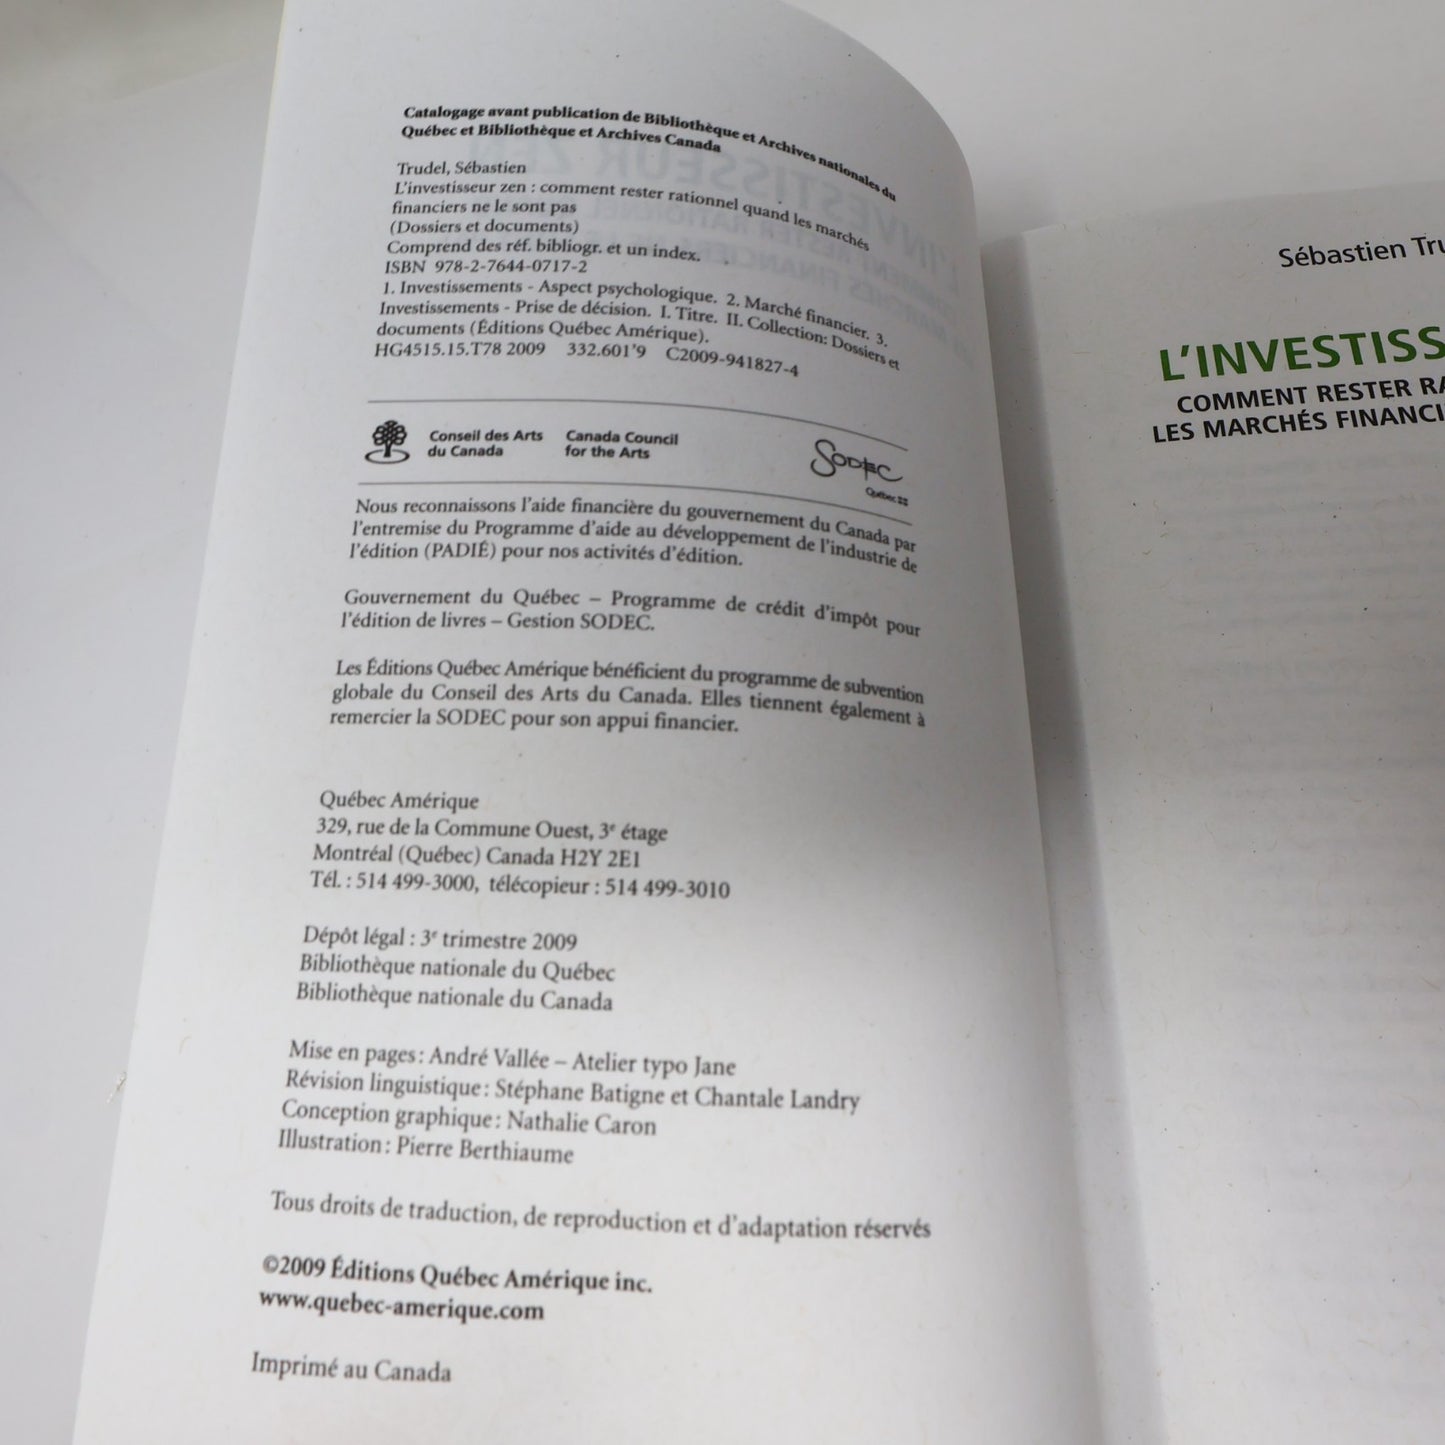 Catalogage avant publication de Bibliothèque et Archives nationales du
Québec et Bibliothèque et Archives Canada
Trudel, Sébastien
L'investisseur zen : comment rester rationnel quand les marchés
financiers ne le sont pas
(Dossiers et documents)
Comprend des réf. bibliogr. et un index.
ISBN 978-2-7644-0717-2
1. Investissements - Aspect psychologique. 2. Marché financier. 3.
Investissements - Prise de décision. I. Titre. II. Collection: Dossiers et
documents (Éditions Québec Amérique).
HG4515.15.T78 2009 332.601'9 C2009-941827-4
Conseil des Arts
du Canada
Canada Council
for the Arts
SODEC
Québec
Nous reconnaissons l'aide financière du gouvernement du Canada par
l'entremise du Programme d'aide au développement de l'industrie de
l'édition (PADIÉ) pour nos activités d'édition.
Gouvernement du Québec – Programme de crédit d'impôt pour
l'édition de livres – Gestion SODEC.
Les Éditions Québec Amérique bénéficient du programme de subvention
globale du Conseil des Arts du Canada. Elles tiennent également à
remercier la SODEC pour son appui financier.
Québec Amérique
329, rue de la Commune Ouest, 3e étage
Montréal (Québec) Canada H2Y 2E1
Tél. : 514 499-3000, télécopieur : 514 499-3010
Dépôt légal : 3e trimestre 2009
Bibliothèque nationale du Québec
Bibliothèque nationale du Canada
Mise en pages : André Vallée – Atelier typo Jane
Révision linguistique : Stéphane Batigne et Chantale Landry
Conception graphique : Nathalie Caron
Illustration : Pierre Berthiaume
Tous droits de traduction, de reproduction et d'adaptation réservés
©2009 Éditions Québec Amérique inc.
www.quebec-amerique.com
Imprimé au Canada
Sébastien Tru
L'INVESTISS
COMMENT RESTER RA
LES MARCHÉS FINANCI